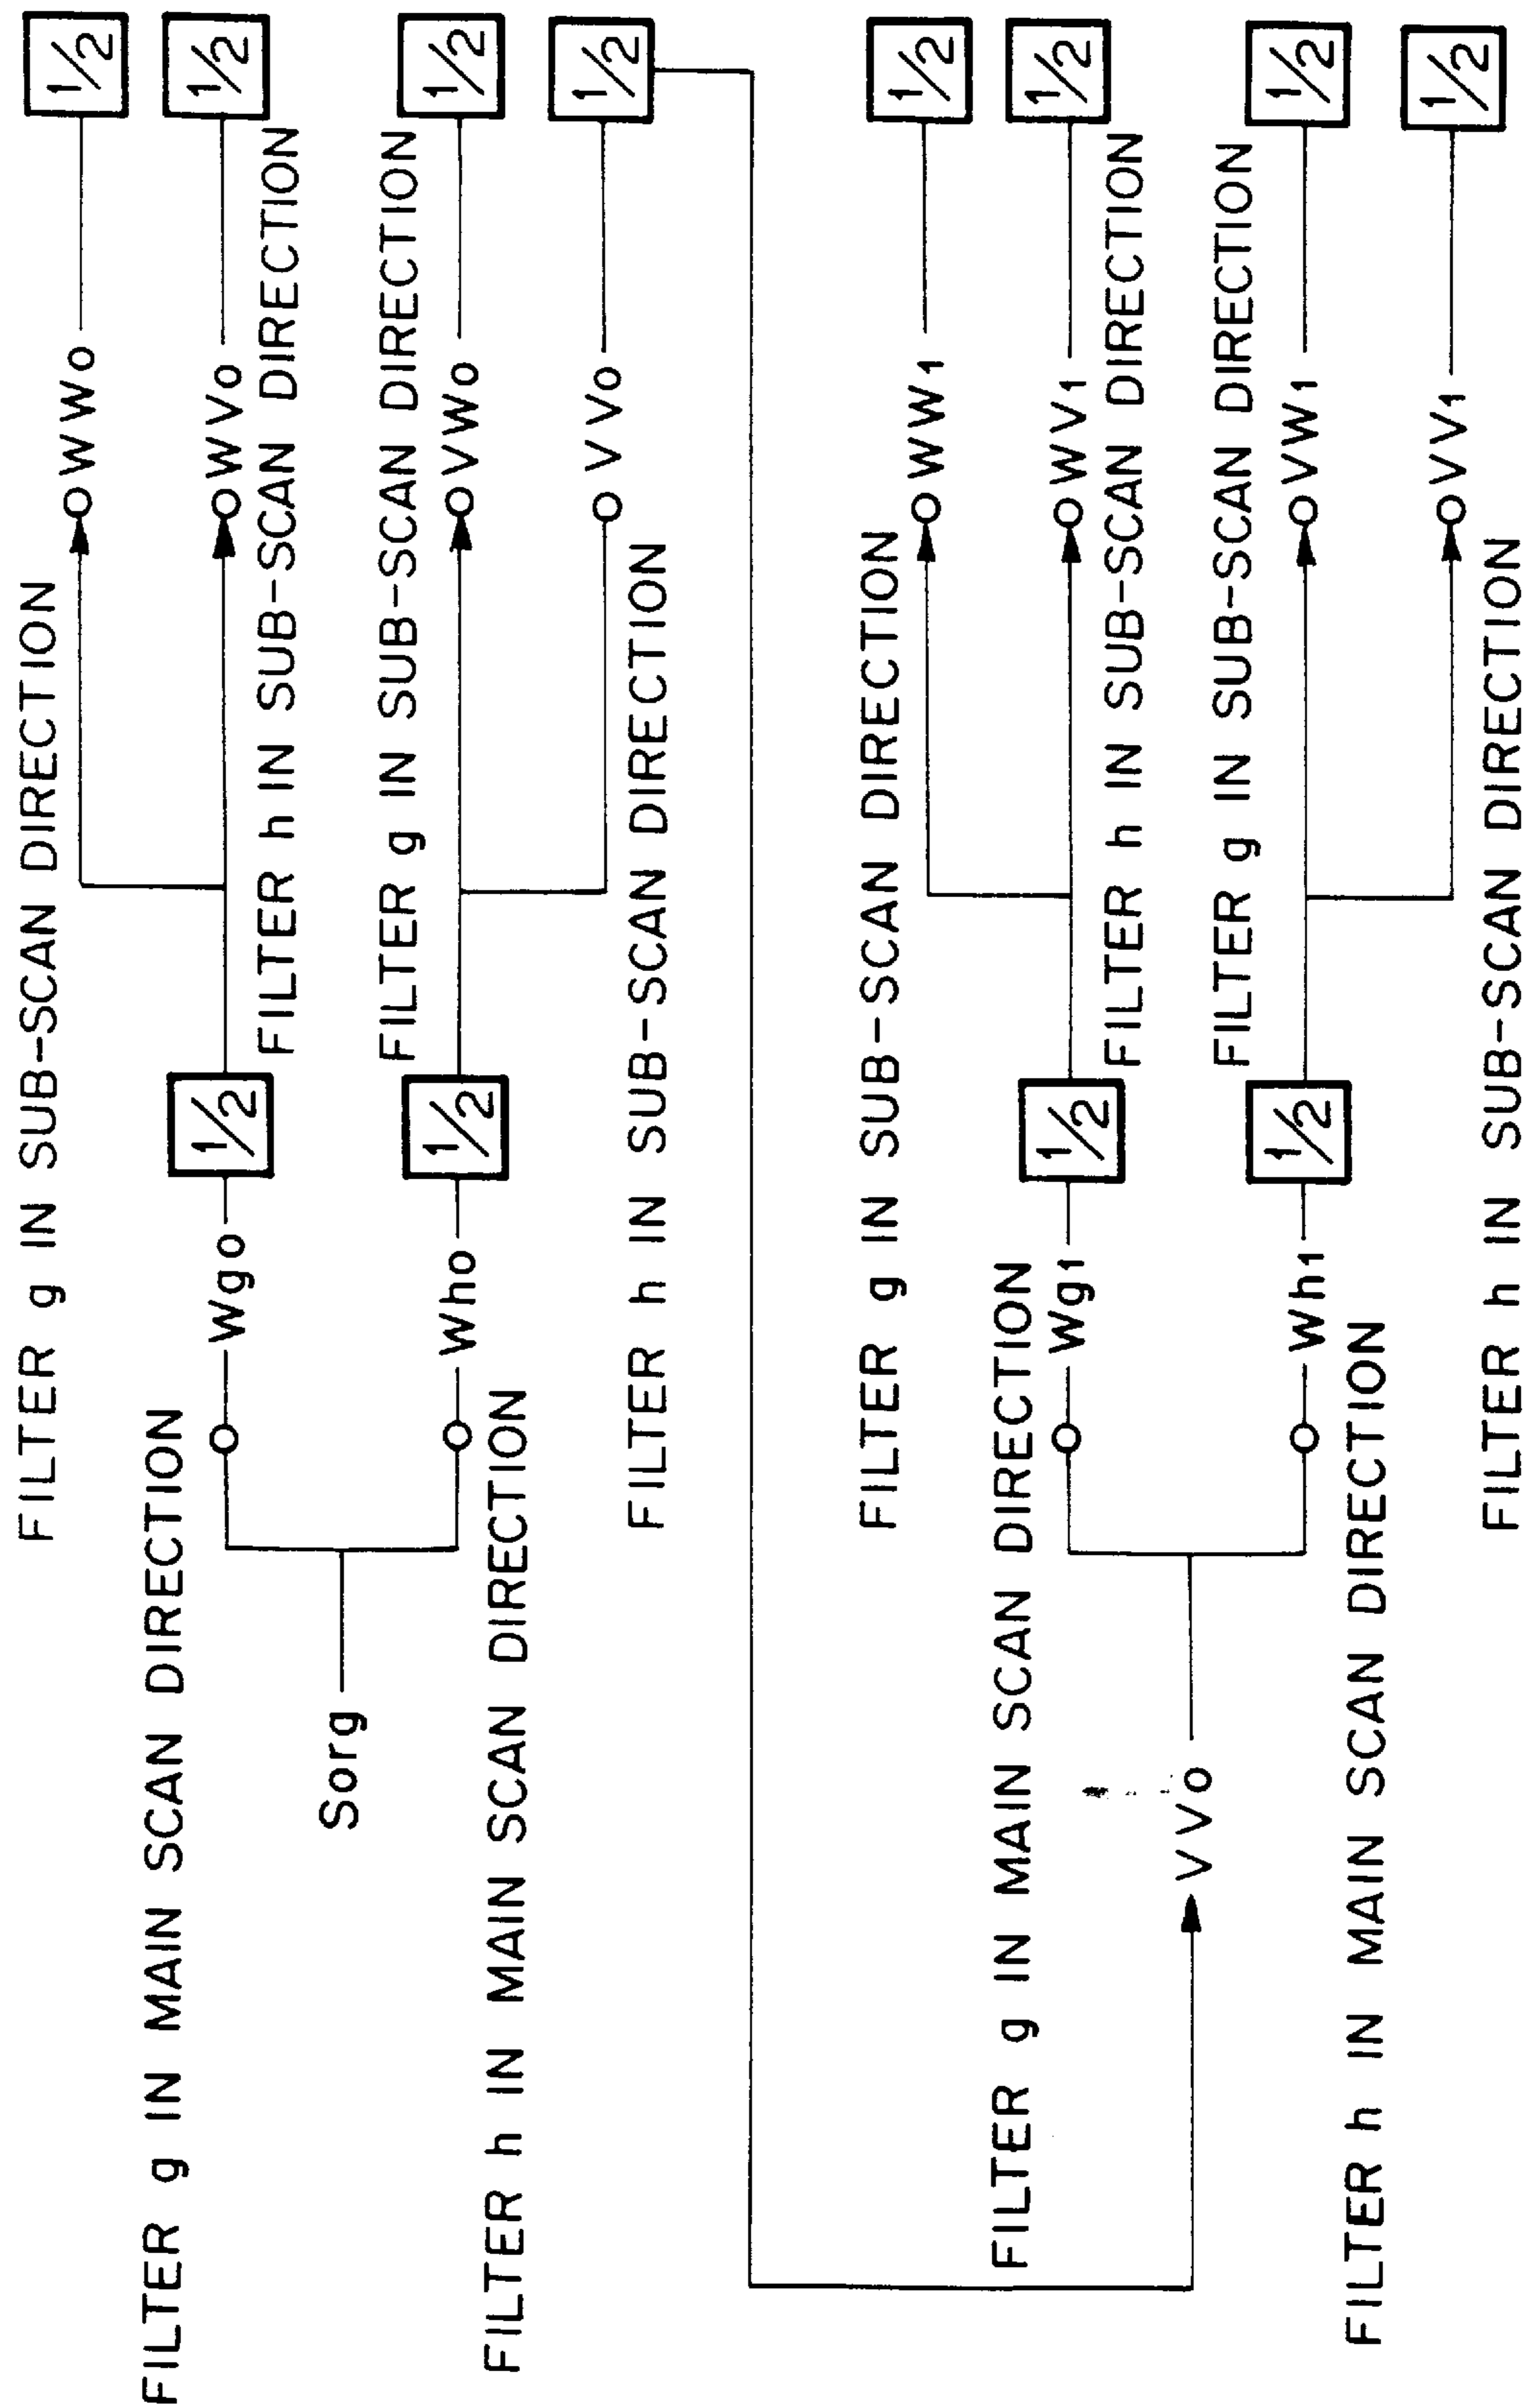 FILTER g IN SUB-SCAN DIRECTION
WWo
1/2
FILTER g IN MAIN SCAN DIRECTION
Wgo
1/2
WVo
1/2
FILTER h IN SUB-SCAN DIRECTION
Sorg
FILTER g IN SUB-SCAN DIRECTION
Who
1/2
VWo
1/2
FILTER h IN MAIN SCAN DIRECTION
VVo
1/2
FILTER h IN SUB-SCAN DIRECTION
FILTER g IN SUB-SCAN DIRECTION
WW1
1/2
FILTER g IN MAIN SCAN DIRECTION
Wg1
1/2
WV1
1/2
FILTER h IN SUB-SCAN DIRECTION
VVo
FILTER g IN SUB-SCAN DIRECTION
Wh1
1/2
VW1
1/2
FILTER h IN MAIN SCAN DIRECTION
VV1
1/2
FILTER h IN SUB-SCAN DIRECTION